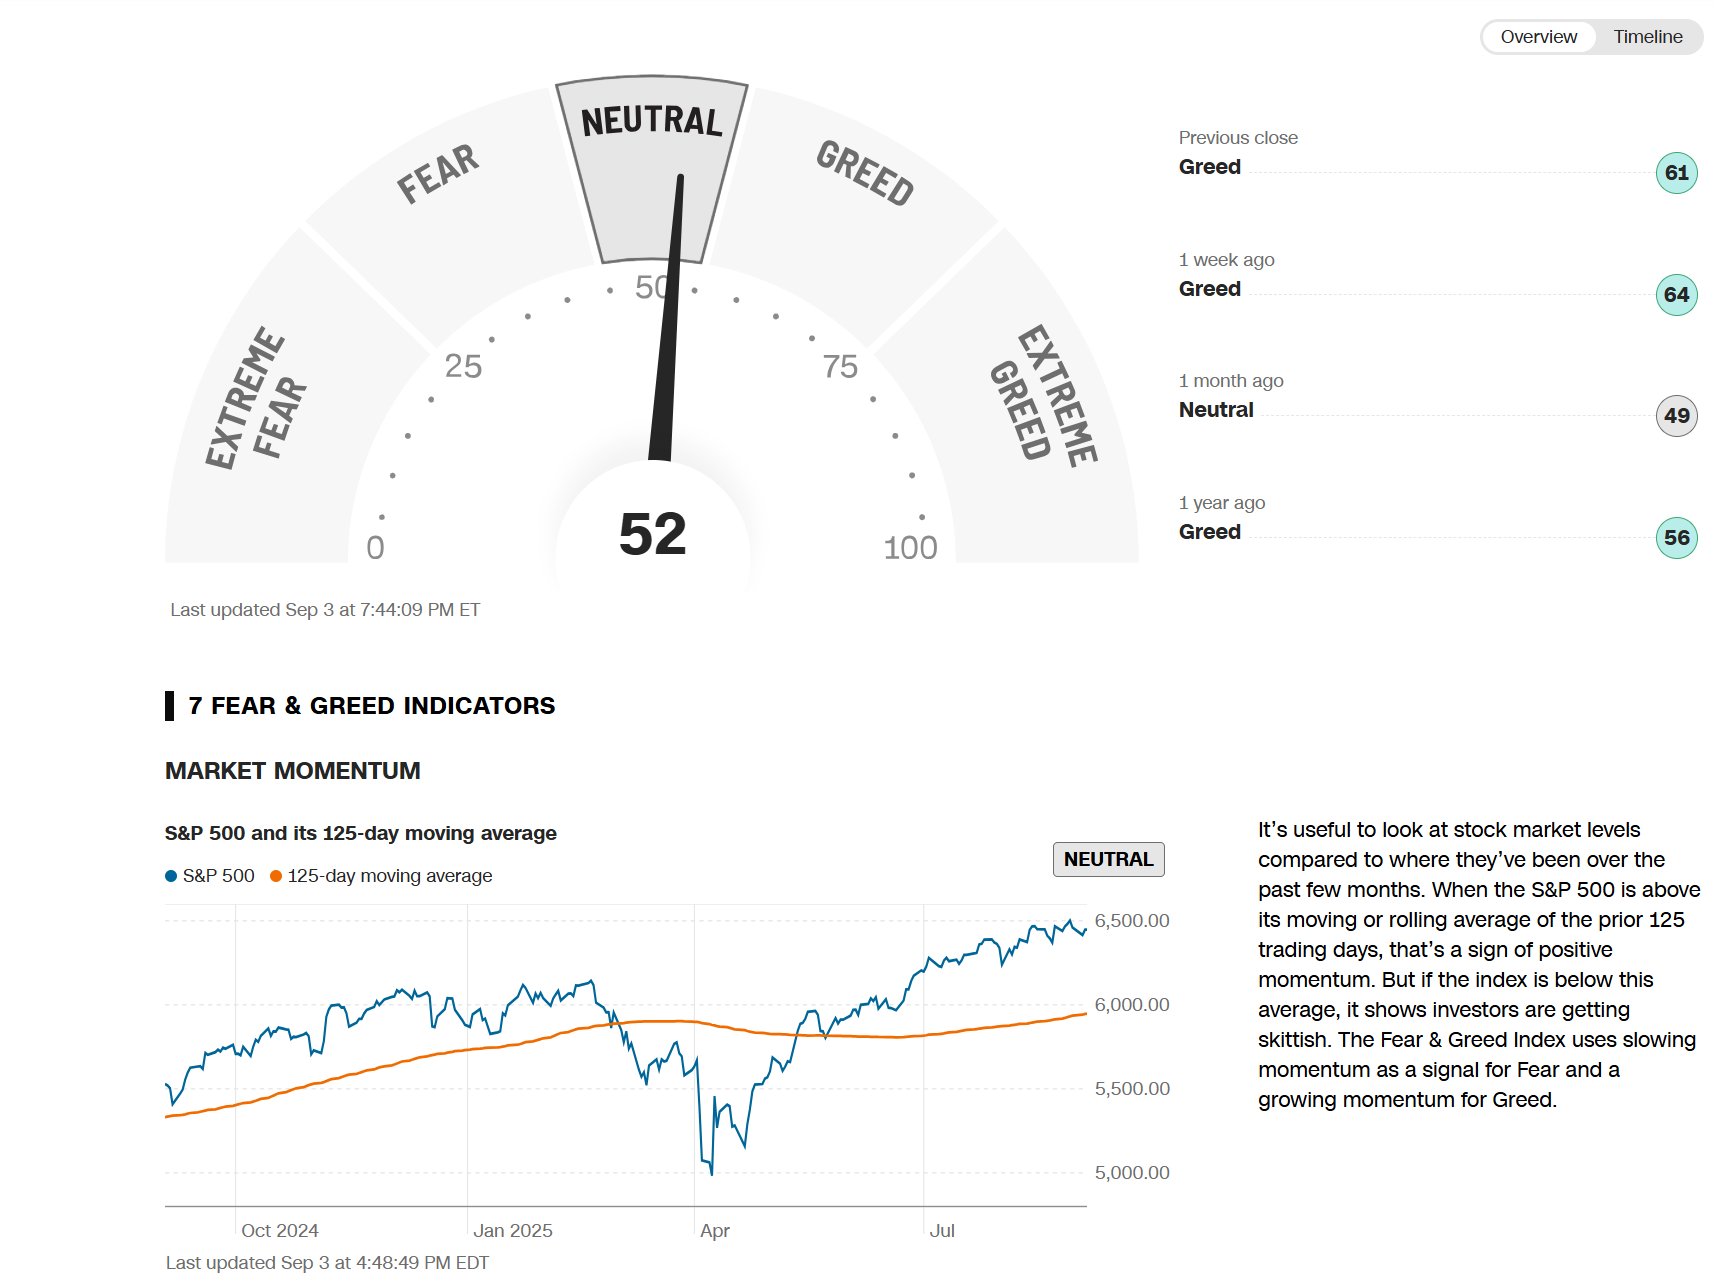 Overview Timeline
NEUTRAL
FEAR
GREED
EXTREME
FEAR
EXTREME
GREED
0
25
50
75
100
52
Last updated Sep 3 at 7:44:09 PM ET
Previous close
Greed 61
1 week ago
Greed 64
1 month ago
Neutral 49
1 year ago
Greed 56
7 FEAR & GREED INDICATORS
MARKET MOMENTUM
S&P 500 and its 125-day moving average
NEUTRAL
S&P 500 125-day moving average
6,500.00
6,000.00
5,500.00
5,000.00
Oct 2024 Jan 2025 Apr Jul
Last updated Sep 3 at 4:48:49 PM EDT
It’s useful to look at stock market levels
compared to where they’ve been over the
past few months. When the S&P 500 is above
its moving or rolling average of the prior 125
trading days, that’s a sign of positive
momentum. But if the index is below this
average, it shows investors are getting
skittish. The Fear & Greed Index uses slowing
momentum as a signal for Fear and a
growing momentum for Greed.